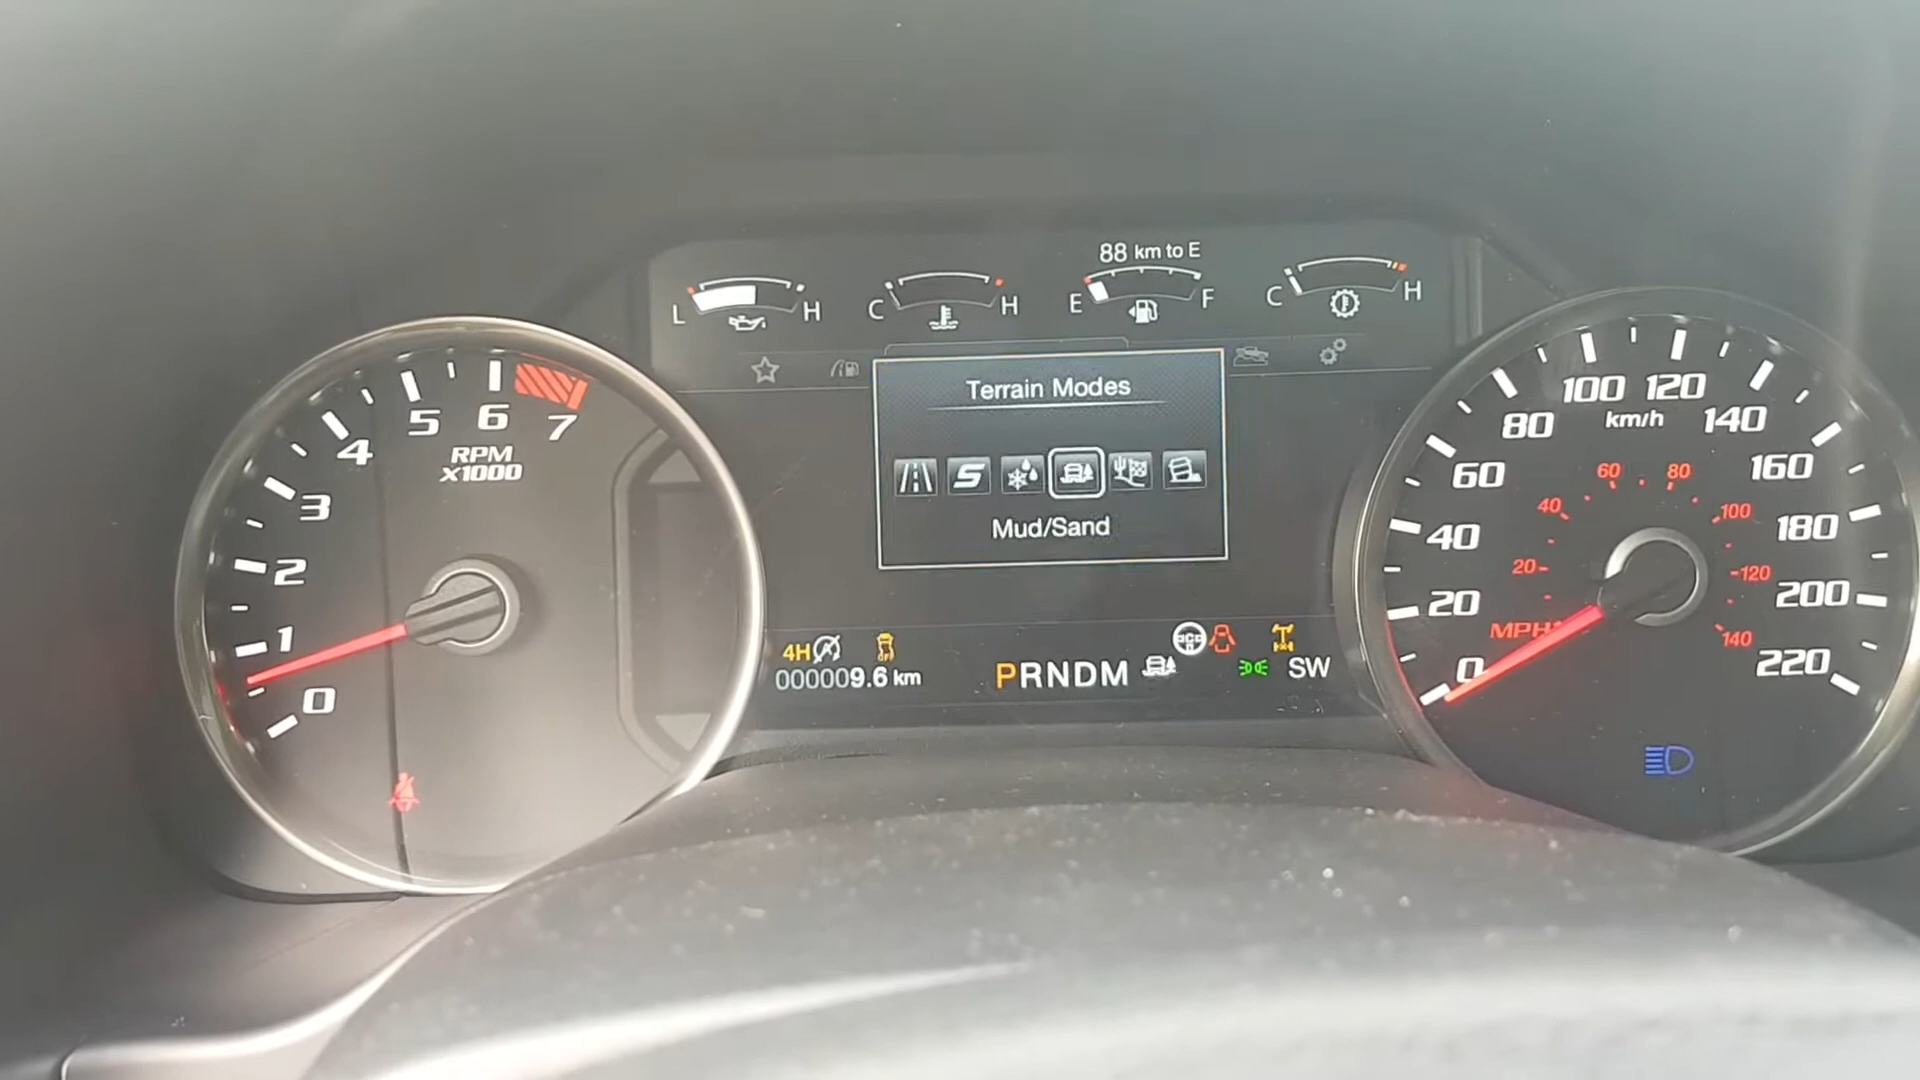 88 km to E
L H
C H
E F
C H
Terrain Modes
S
Mud/Sand
4H
OFF
000009.6 km
PRNDM
SW
0
1
2
3
4
5
6
7
RPM
X1000
0
20
40
60
80
100
120
140
160
180
200
220
km/h
MPH
20
40
60
80
100
120
140